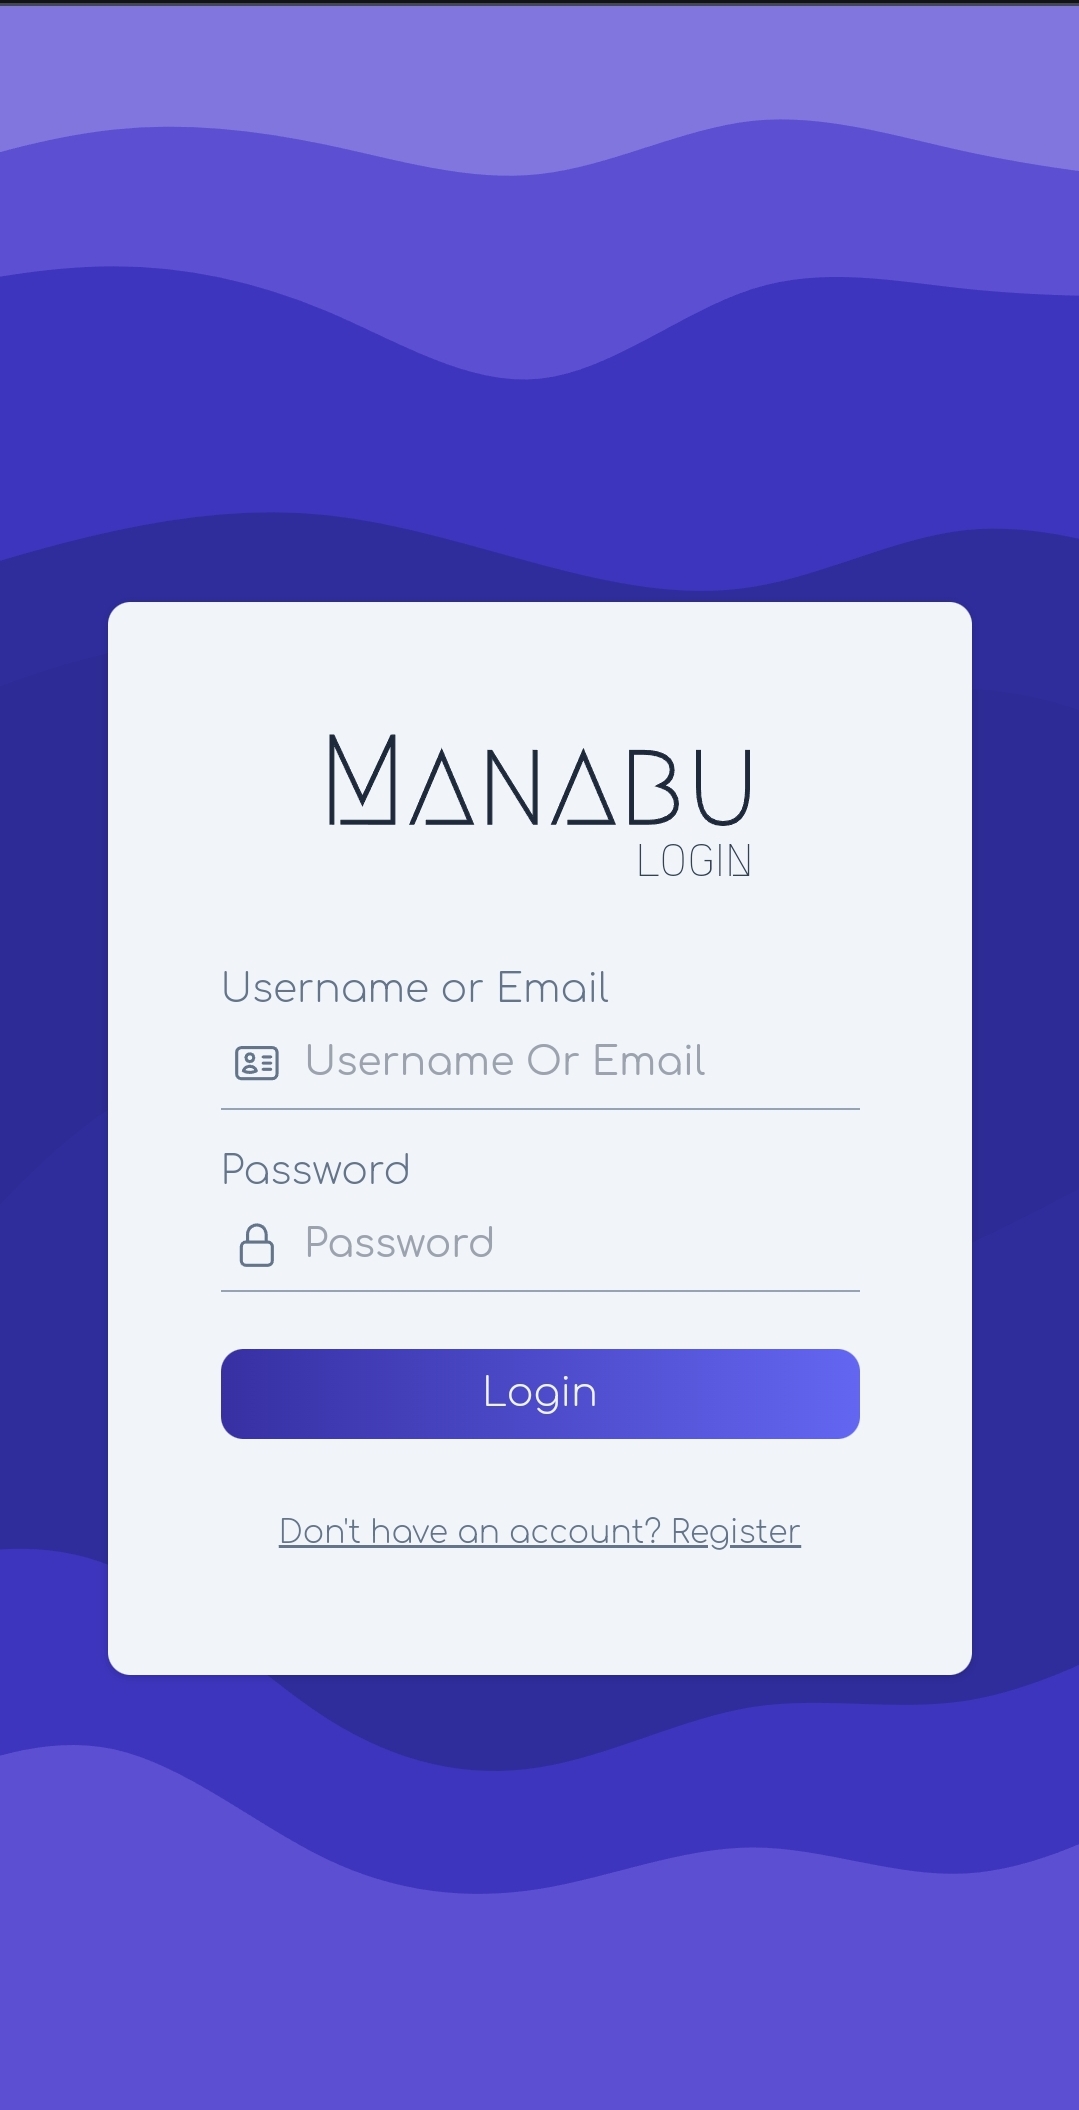 MANABU
LOGIN
Username or Email
Username Or Email
Password
Password
Login
Don't have an account? Register